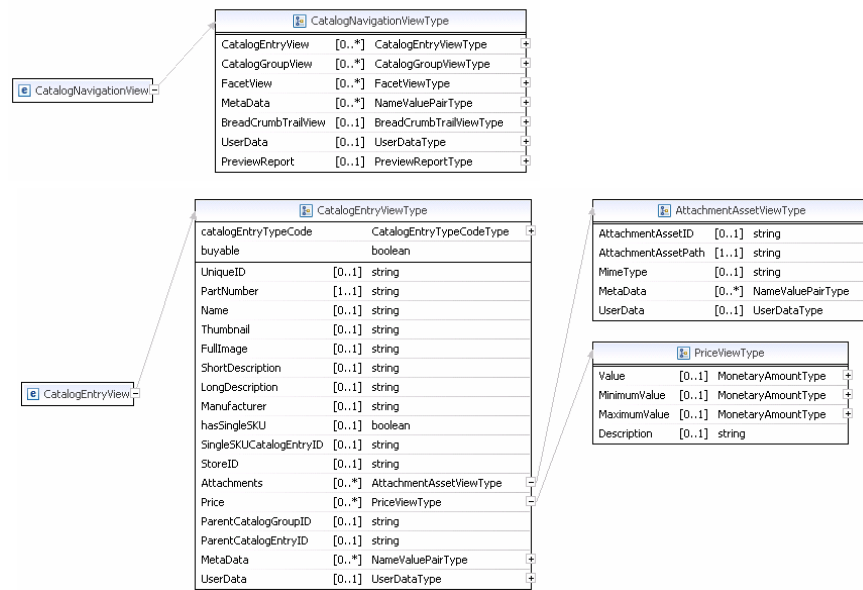 CatalogNavigationViewType
CatalogEntryView [0..*] CatalogEntryViewType
CatalogGroupView [0..*] CatalogGroupViewType
FacetView [0..*] FacetViewType
MetaData [0..*] NameValuePairType
BreadCrumbTrailView [0..1] BreadCrumbTrailViewType
UserData [0..1] UserDataType
PreviewReport [0..1] PreviewReportType
e CatalogNavigationView
CatalogEntryViewType
catalogEntryTypeCode CatalogEntryTypeCodeType
buyable boolean
UniqueID [0..1] string
PartNumber [1..1] string
Name [0..1] string
Thumbnail [0..1] string
FullImage [0..1] string
ShortDescription [0..1] string
LongDescription [0..1] string
Manufacturer [0..1] string
hasSingleSKU [0..1] boolean
SingleSKUCatalogEntryID [0..1] string
StoreID [0..1] string
Attachments [0..*] AttachmentAssetViewType
Price [0..*] PriceViewType
ParentCatalogGroupID [0..1] string
ParentCatalogEntryID [0..1] string
MetaData [0..*] NameValuePairType
UserData [0..1] UserDataType
e CatalogEntryView
AttachmentAssetViewType
AttachmentAssetID [0..1] string
AttachmentAssetPath [1..1] string
MimeType [0..1] string
MetaData [0..*] NameValuePairType
UserData [0..1] UserDataType
PriceViewType
Value [0..1] MonetaryAmountType
MinimumValue [0..1] MonetaryAmountType
MaximumValue [0..1] MonetaryAmountType
Description [0..1] string